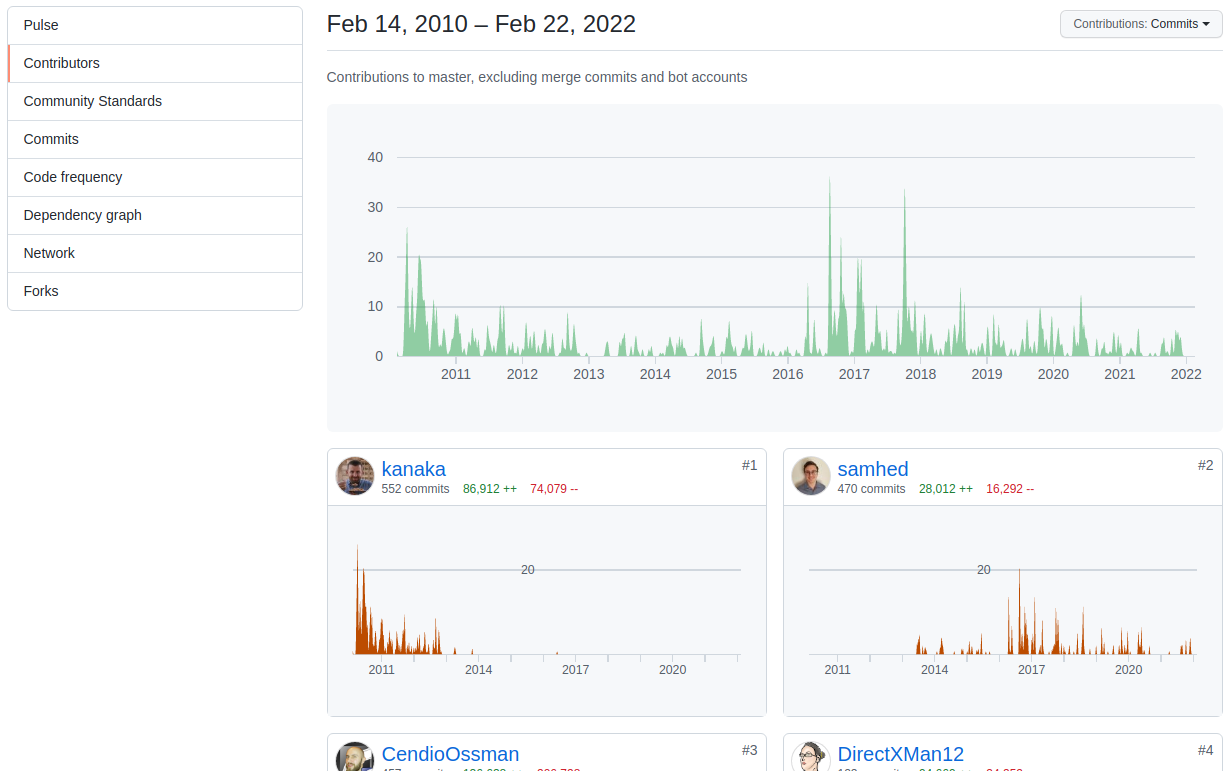 Pulse
Contributors
Community Standards
Commits
Code frequency
Dependency graph
Network
Forks
Feb 14, 2010 – Feb 22, 2022
Contributions: Commits
Contributions to master, excluding merge commits and bot accounts
40
30
20
10
0
2011 2012 2013 2014 2015 2016 2017 2018 2019 2020 2021 2022
kanaka #1
552 commits 86,912 ++ 74,079 --
20
2011 2014 2017 2020
samhed #2
470 commits 28,012 ++ 16,292 --
20
2011 2014 2017 2020
CendioOssman #3
DirectXMan12 #4